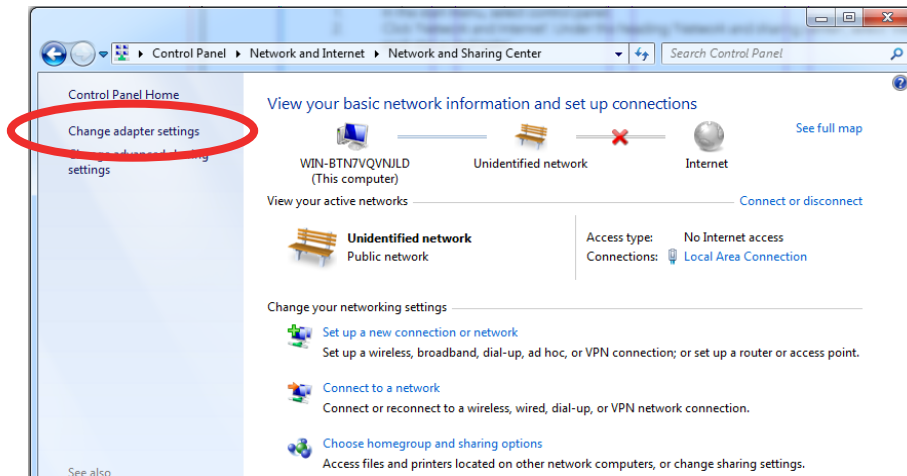 Control Panel Network and Internet Network and Sharing Center Search Control Panel
Control Panel Home
Change adapter settings
Change advanced sharing
settings
See also
View your basic network information and set up connections
See full map
WIN-BTN7VQVNJLD
(This computer)
Unidentified network
Internet
View your active networks
Connect or disconnect
Unidentified network
Public network
Access type: No Internet access
Connections: Local Area Connection
Change your networking settings
Set up a new connection or network
Set up a wireless, broadband, dial-up, ad hoc, or VPN connection; or set up a router or access point.
Connect to a network
Connect or reconnect to a wireless, wired, dial-up, or VPN network connection.
Choose homegroup and sharing options
Access files and printers located on other network computers, or change sharing settings.